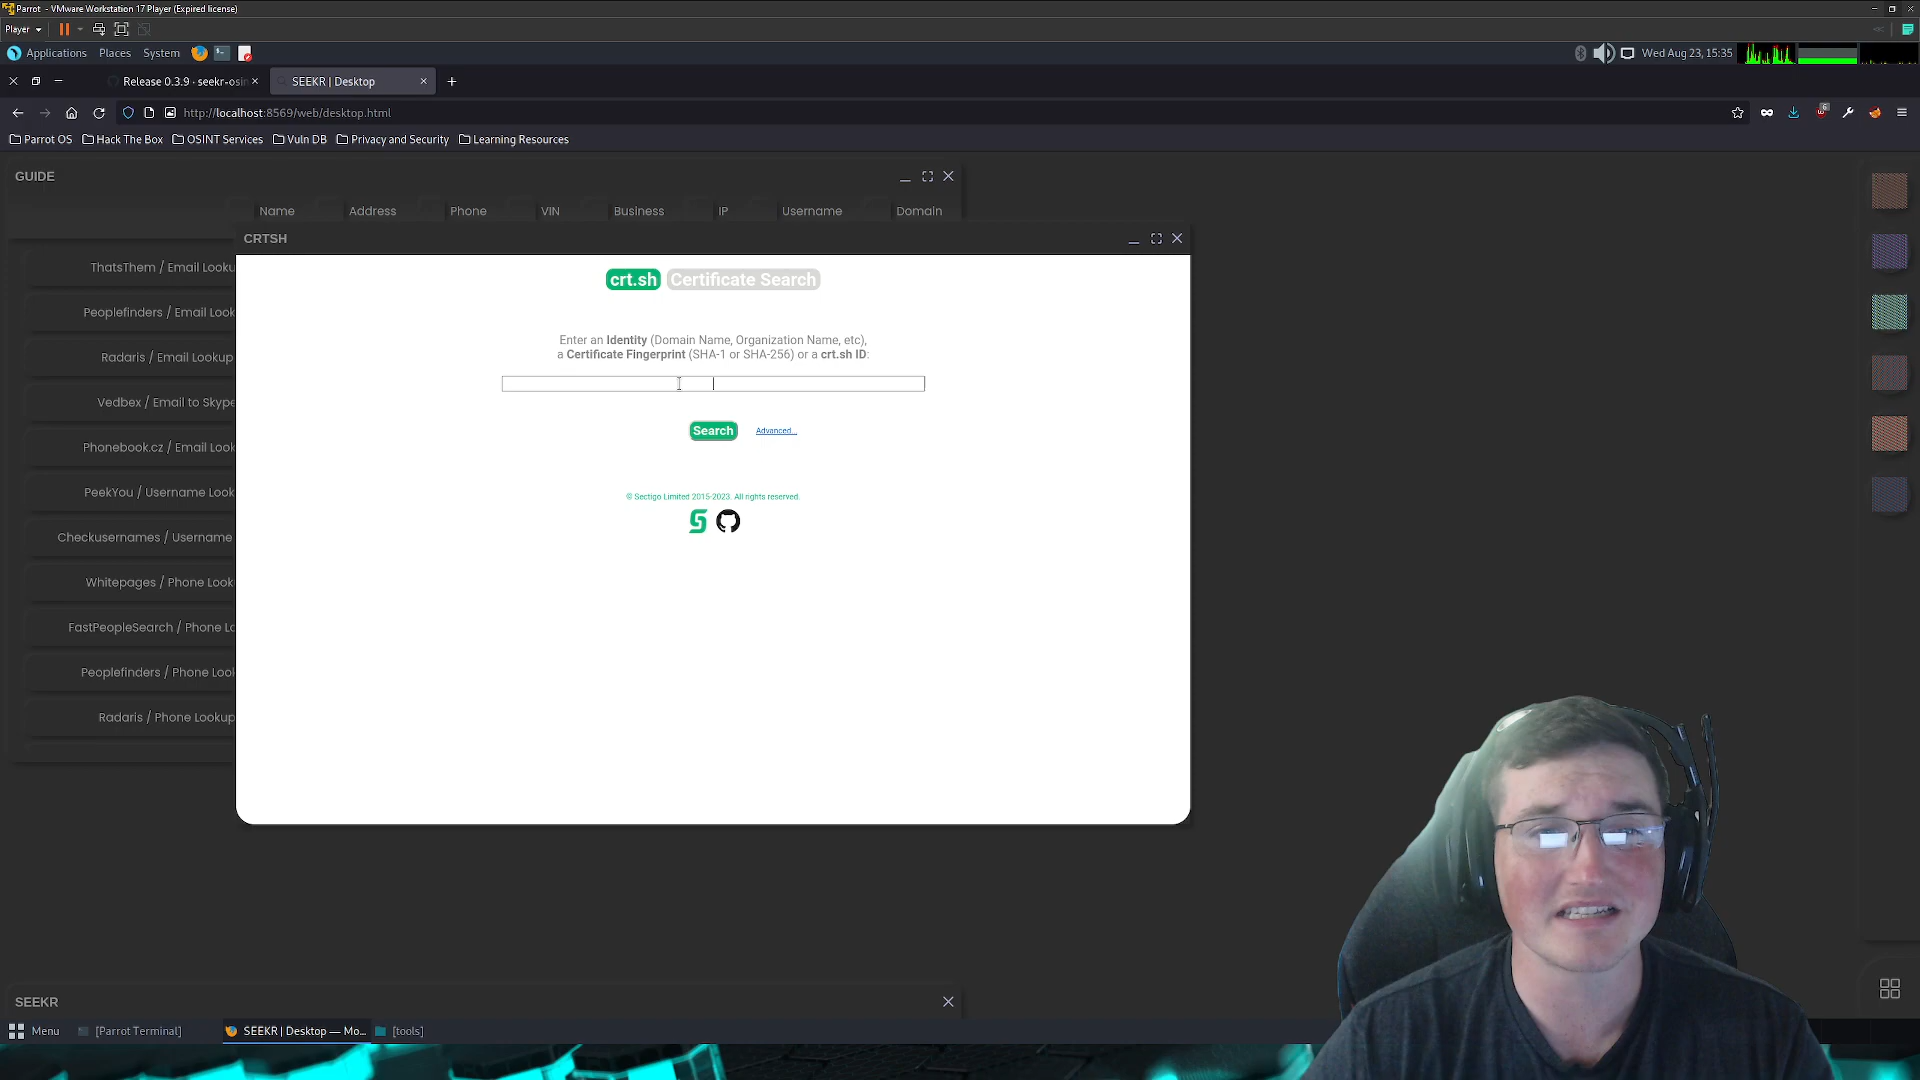 Parrot - VMware Workstation 17 Player (Expired license)
Player
Applications Places System
Wed Aug 23, 15:35
Release 0.3.9 · seekr-osin
SEEKR | Desktop
http://localhost:8569/web/desktop.html
6
Parrot OS Hack The Box OSINT Services Vuln DB Privacy and Security Learning Resources
GUIDE
Name Address Phone VIN Business IP Username Domain
CRTSH
ThatsThem / Email Looku
Peoplefinders / Email Look
Radaris / Email Lookup
Vedbex / Email to Skype
Phonebook.cz / Email Look
PeekYou / Username Look
Checkusernames / Username
Whitepages / Phone Look
FastPeopleSearch / Phone Lo
Peoplefinders / Phone Look
Radaris / Phone Lookup
crt.sh Certificate Search
Enter an Identity (Domain Name, Organization Name, etc),
a Certificate Fingerprint (SHA-1 or SHA-256) or a crt.sh ID:
Search Advanced...
© Sectigo Limited 2015-2023. All rights reserved.
SEEKR
Menu [Parrot Terminal] SEEKR | Desktop — Mo... [tools]